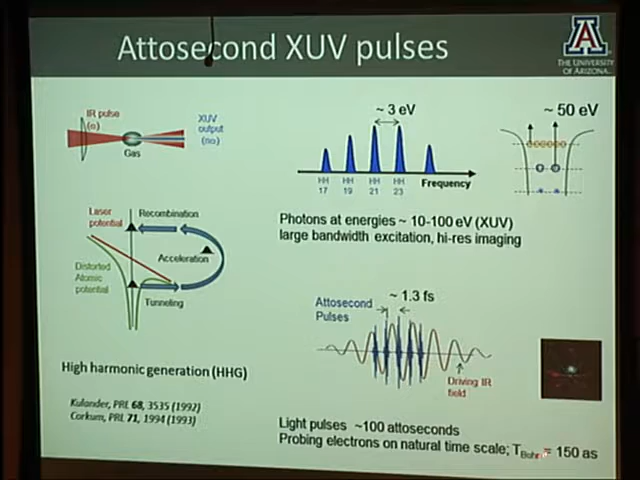 Attosecond XUV pulses
A
THE UNIVERSITY
OF ARIZONA
IR pulse
(ω)
XUV
output
(nω)
Gas
~ 3 eV
HH
17
HH
19
HH
21
HH
23
Frequency
~ 50 eV
Photons at energies ~ 10-100 eV (XUV)
large bandwidth excitation, hi-res imaging
Laser
potential
Recombination
Acceleration
Distorted
Atomic
potential
Tunneling
Attosecond
Pulses
~ 1.3 fs
Driving IR
field
High harmonic generation (HHG)
Kulander, PRL 68, 3535 (1992)
Corkum, PRL 71, 1994 (1993)
Light pulses ~100 attoseconds
Probing electrons on natural time scale; TBohr = 150 as